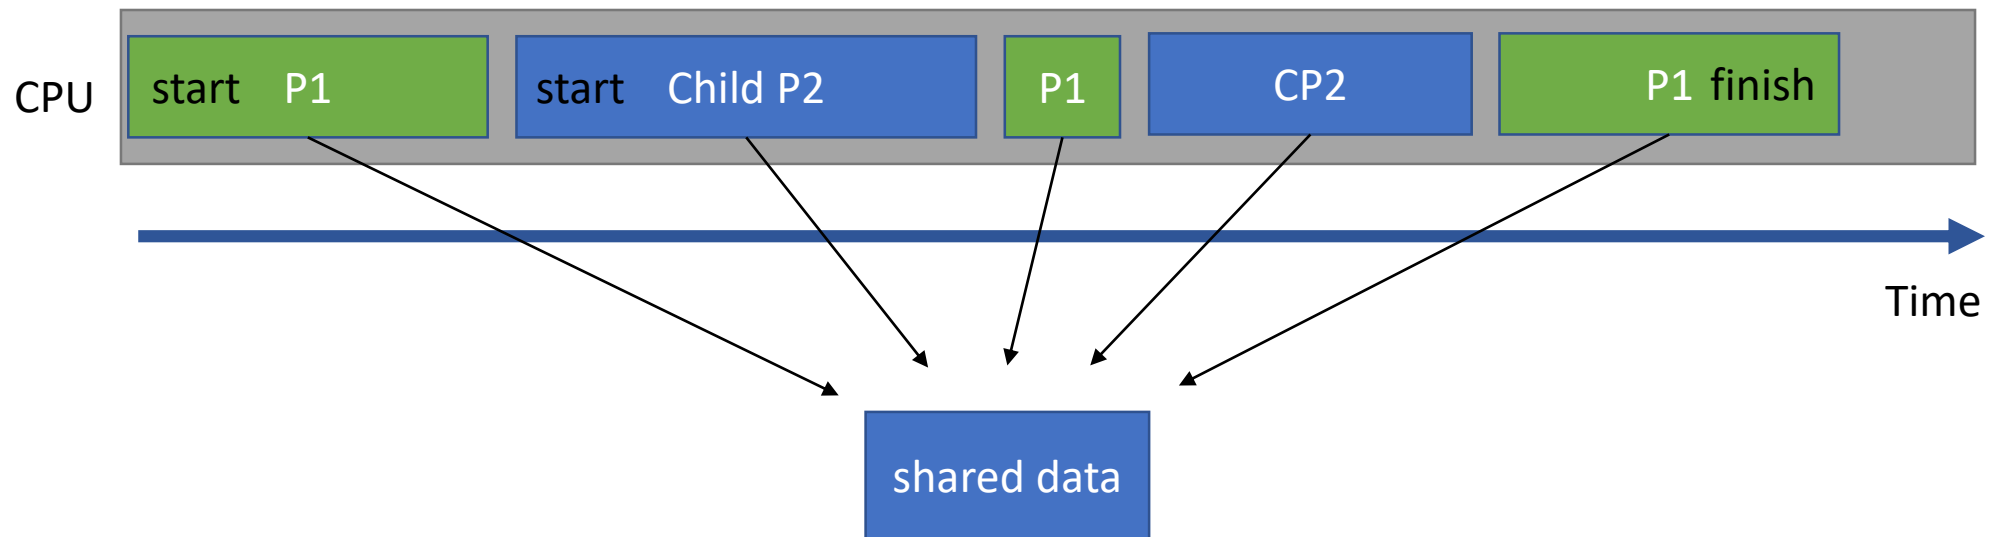 CPU
start P1
start Child P2
P1
CP2
P1 finish
Time
shared data